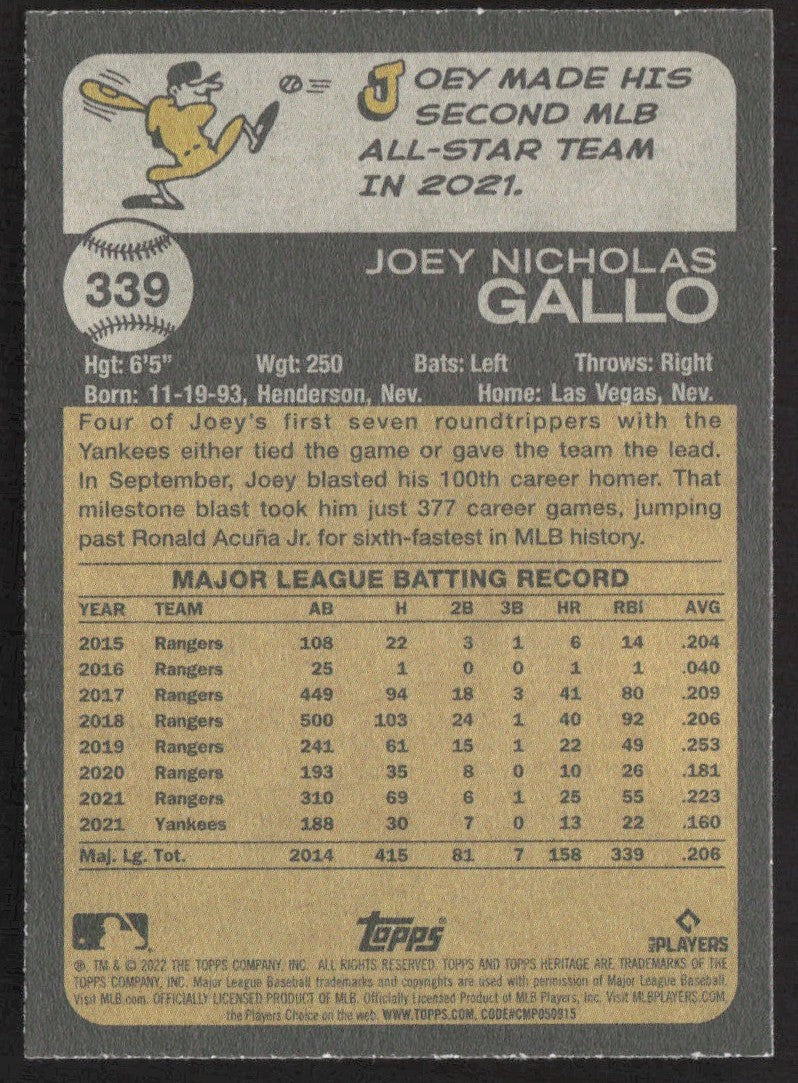 JOEY MADE HIS
SECOND MLB
ALL-STAR TEAM
IN 2021.
339
JOEY NICHOLAS
GALLO
Hgt: 6'5" Wgt: 250 Bats: Left Throws: Right
Born: 11-19-93, Henderson, Nev. Home: Las Vegas, Nev.
Four of Joey's first seven roundtrippers with the
Yankees either tied the game or gave the team the lead.
In September, Joey blasted his 100th career homer. That
milestone blast took him just 377 career games, jumping
past Ronald Acuña Jr. for sixth-fastest in MLB history.
MAJOR LEAGUE BATTING RECORD
YEAR TEAM AB H 2B 3B HR RBI AVG
2015 Rangers 108 22 3 1 6 14 .204
2016 Rangers 25 1 0 0 1 1 .040
2017 Rangers 449 94 18 3 41 80 .209
2018 Rangers 500 103 24 1 40 92 .206
2019 Rangers 241 61 15 1 22 49 .253
2020 Rangers 193 35 8 0 10 26 .181
2021 Rangers 310 69 6 1 25 55 .223
2021 Yankees 188 30 7 0 13 22 .160
Maj. Lg. Tot. 2014 415 81 7 158 339 .206
Topps®
PLAYERS
®, TM & © 2022 THE TOPPS COMPANY, INC. ALL RIGHTS RESERVED. TOPPS AND TOPPS HERITAGE ARE TRADEMARKS OF THE
TOPPS COMPANY, INC. Major League Baseball trademarks and copyrights are used with permission of Major League Baseball.
Visit MLB.com. OFFICIALLY LICENSED PRODUCT OF MLB. Officially Licensed Product of MLB Players, Inc. Visit MLBPLAYERS.COM,
the Players Choice on the web. WWW.TOPPS.COM, CODE#CMP050915